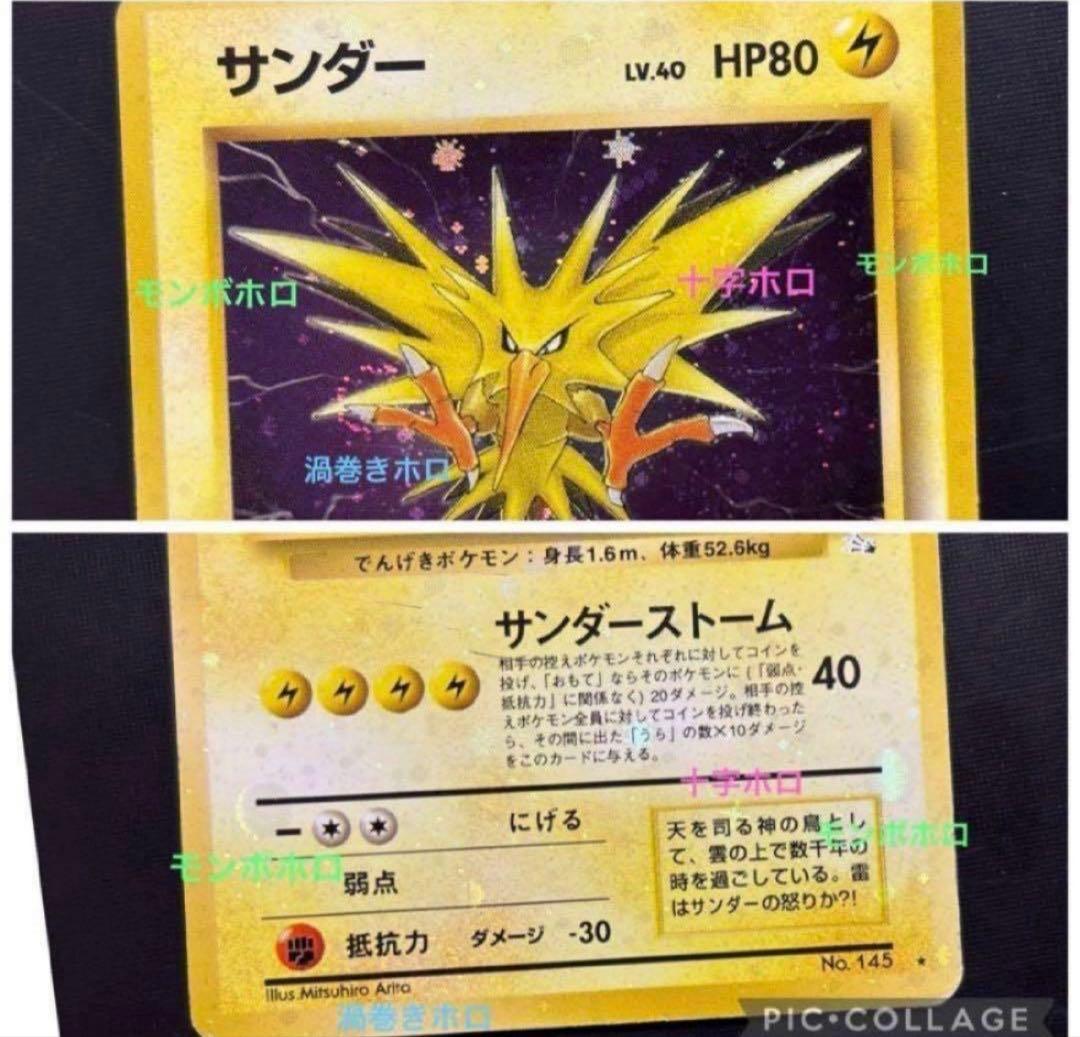 サンダー LV.40 HP80
モンボホロ
十字ホロ
モンボホロ
渦巻きホロ
でんげきポケモン:身長1.6m、体重52.6kg
サンダーストーム 40
相手の控えポケモンそれぞれに対してコインを
投げ、「おもて」ならそのポケモンに(「弱点・
抵抗力」に関係なく)20ダメージ。相手の控
えポケモン全員に対してコインを投げ終わった
ら、その間に出た「うら」の数×10ダメージ
をこのカードに与える。
十字ホロ
にげる
モンボホロ
弱点
抵抗力 ダメージ -30
天を司る神の鳥とし
て、雲の上で数千年の
時を過ごしている。雷
はサンダーの怒りか?!
モンボホロ
No. 145 ★
Illus.Mitsuhiro Arita
渦巻きホロ
PIC•COLLAGE